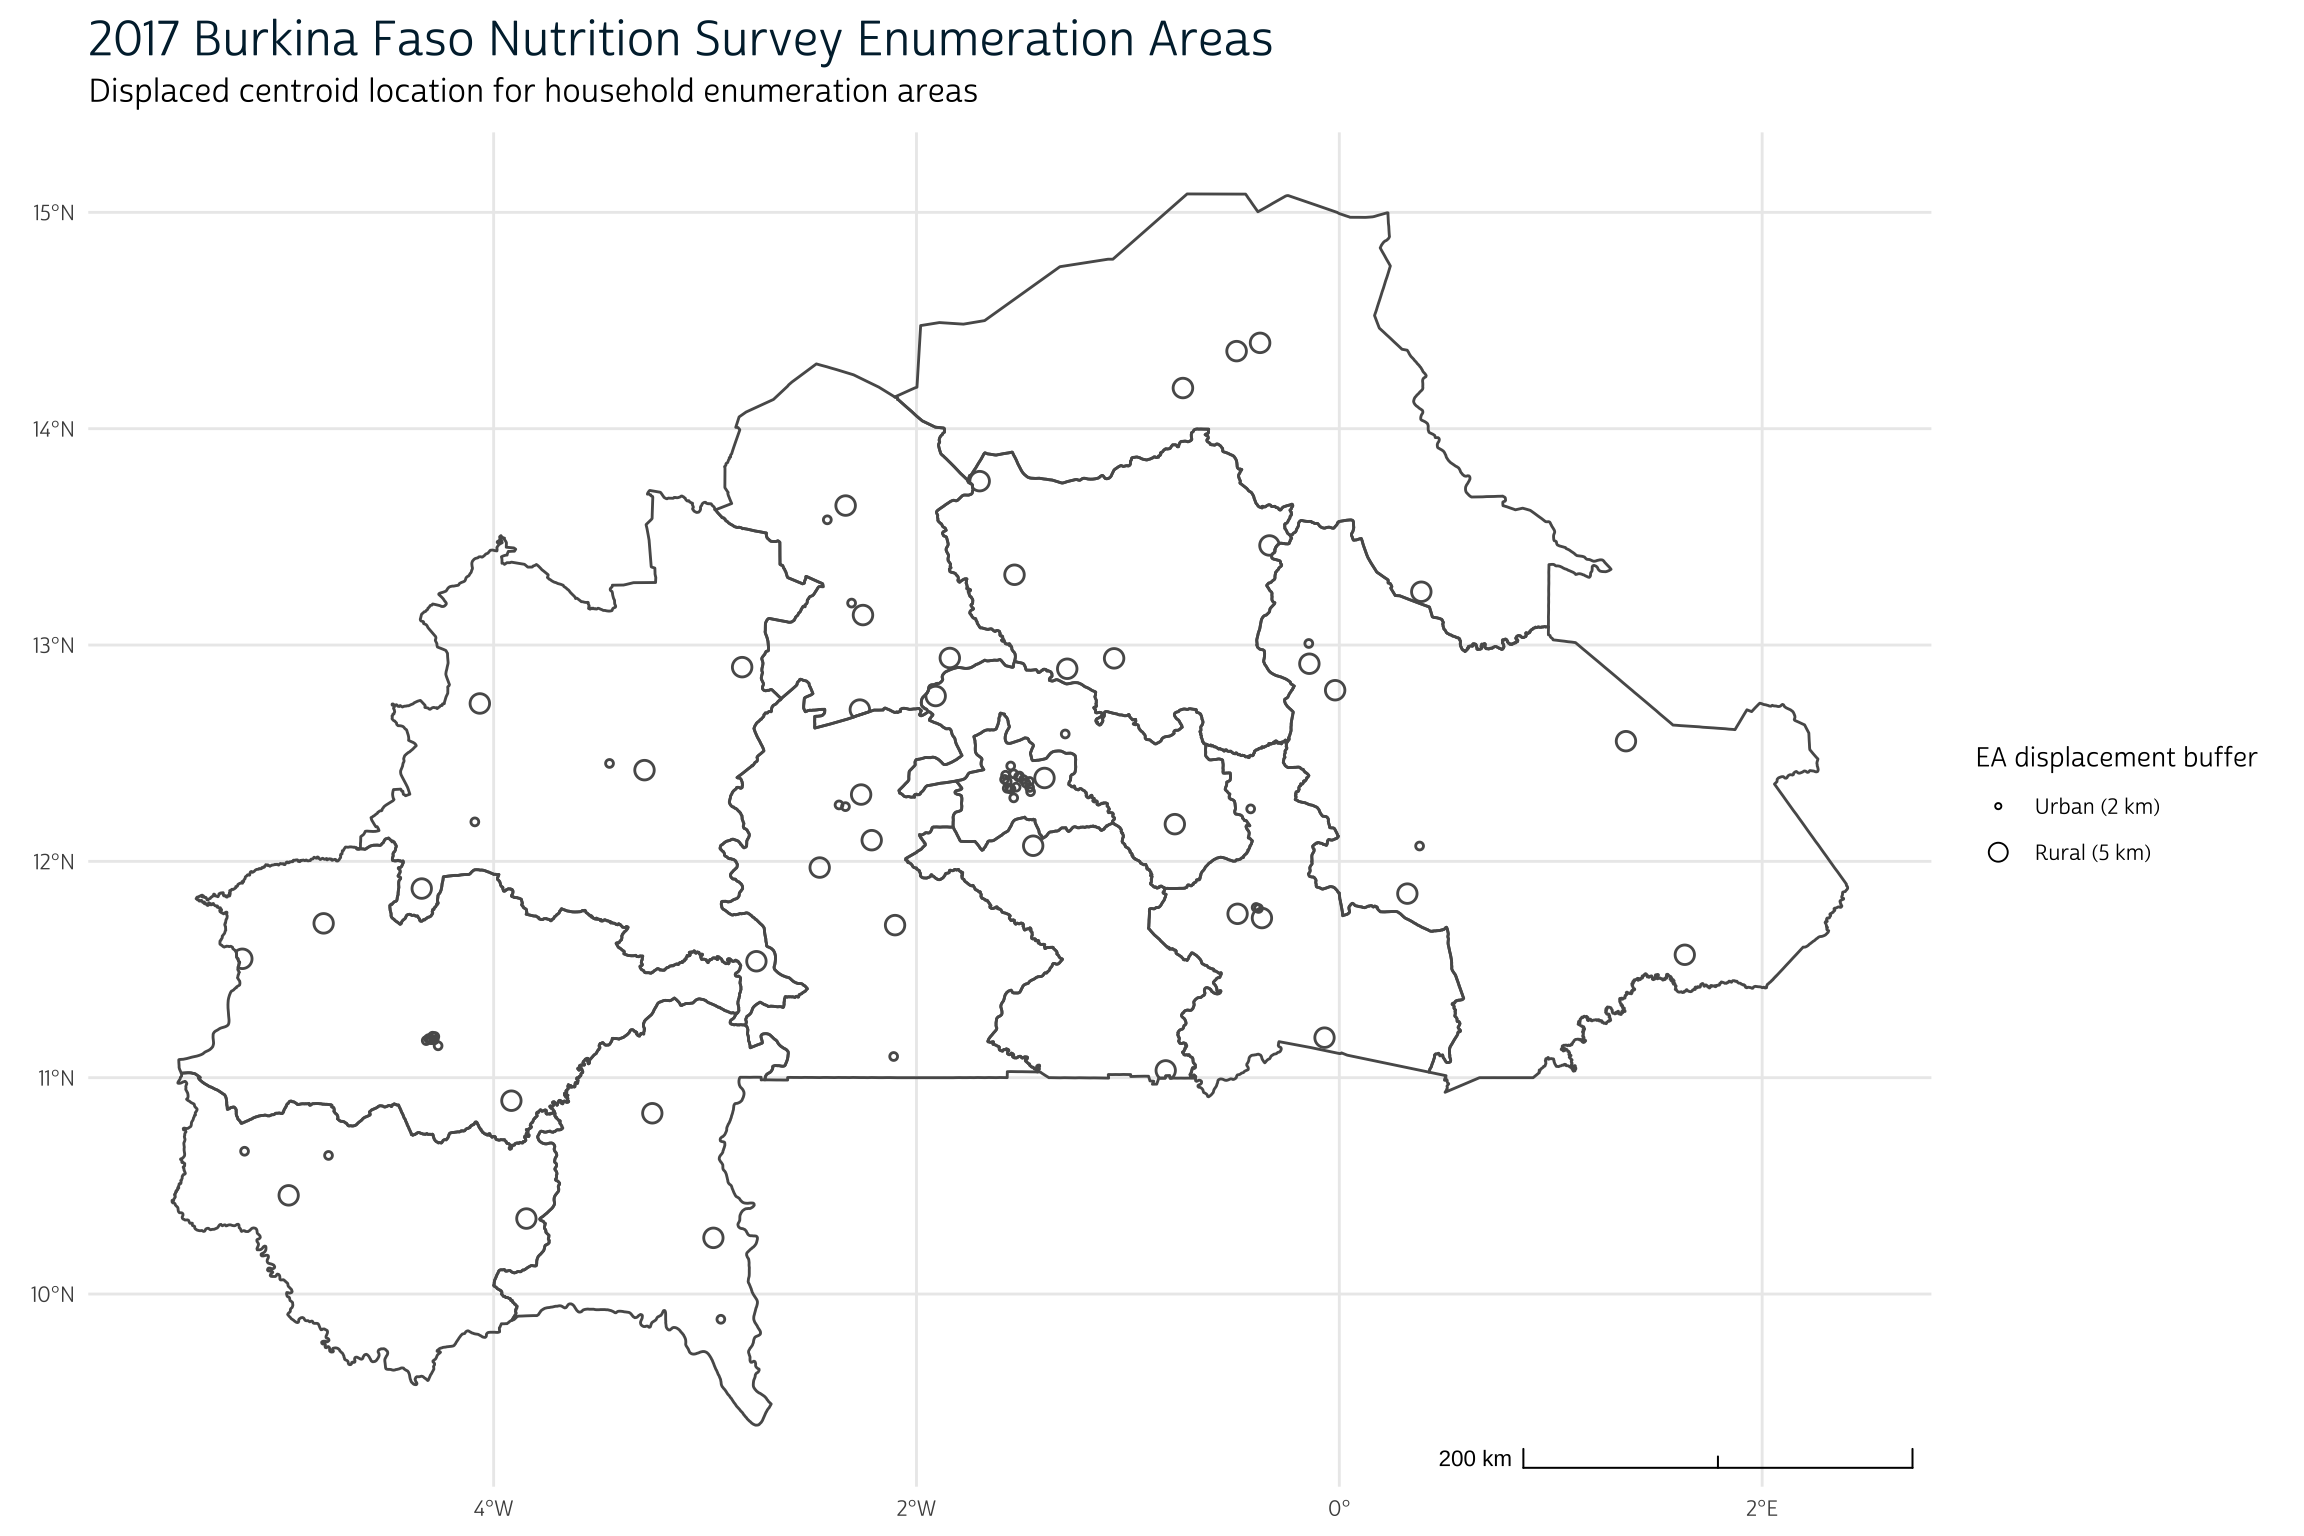 2017 Burkina Faso Nutrition Survey Enumeration Areas
Displaced centroid location for household enumeration areas
15°N
14°N
13°N
12°N
11°N
10°N
4°W
2°W
0°
2°E
200 km
EA displacement buffer
Urban (2 km)
Rural (5 km)